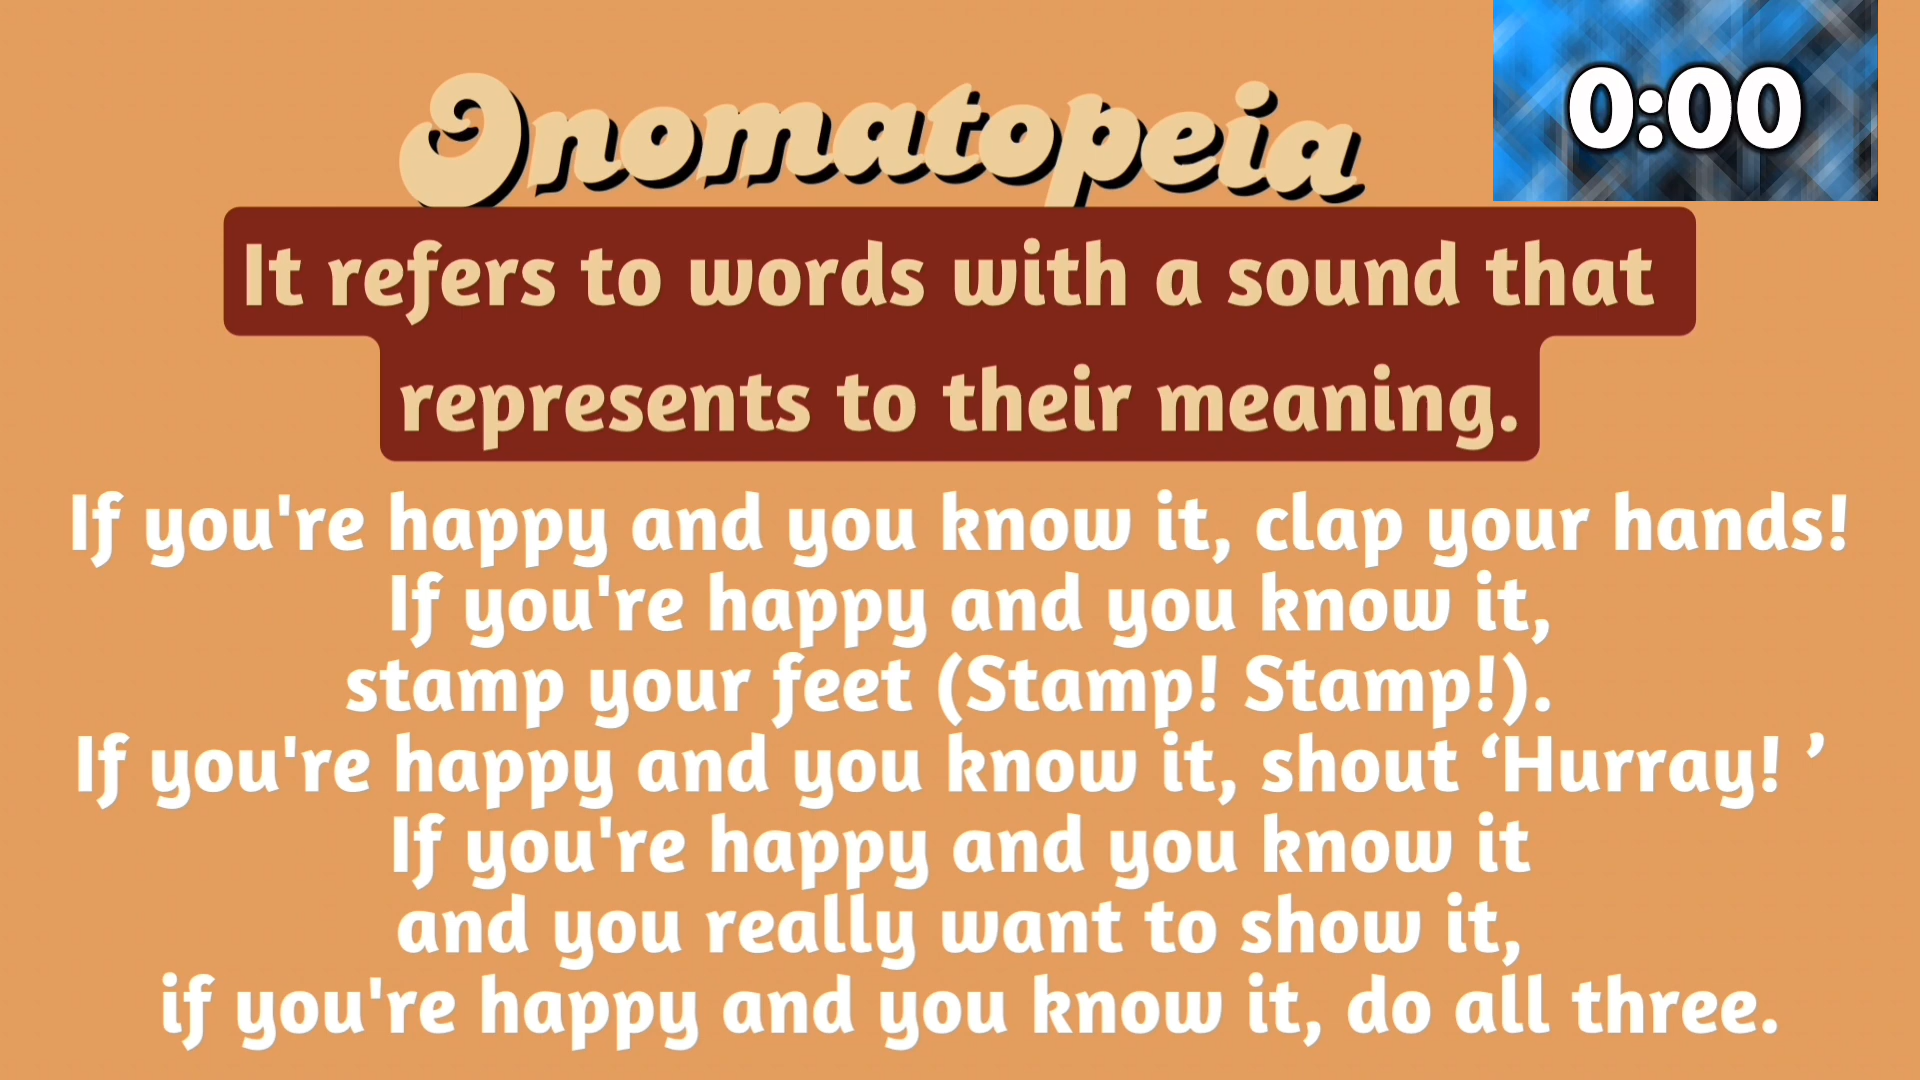 Onomatopeia
0:00
It refers to words with a sound that
represents to their meaning.
If you're happy and you know it, clap your hands!
If you're happy and you know it,
stamp your feet (Stamp! Stamp!).
If you're happy and you know it, shout ‘Hurray! ’
If you're happy and you know it
and you really want to show it,
if you're happy and you know it, do all three.